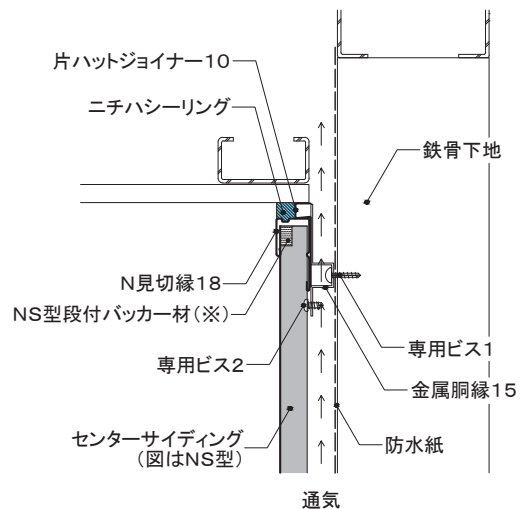 片ハットジョイナー10
ニチハシーリング
鉄骨下地
N見切縁18
NS型段付バッカー材(※)
専用ビス1
専用ビス2
金属胴縁15
センターサイディング
(図はNS型)
防水紙
通気